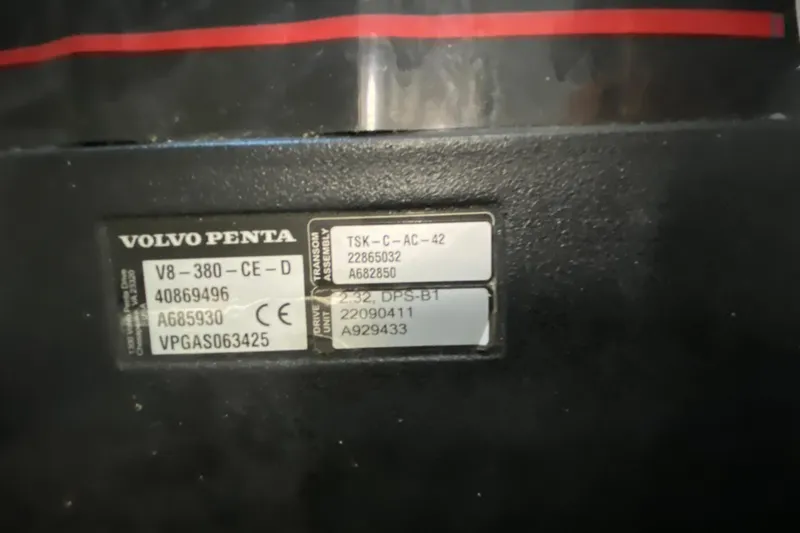 VOLVO PENTA
V8-380-CE-D
40869496
A685930 CE
VPGAS063425
TRANSOM
ASSEMBLY
TSK-C-AC-42
22865032
A682850
DRIVE
UNIT
2.32, DPS-B1
22090411
A929433